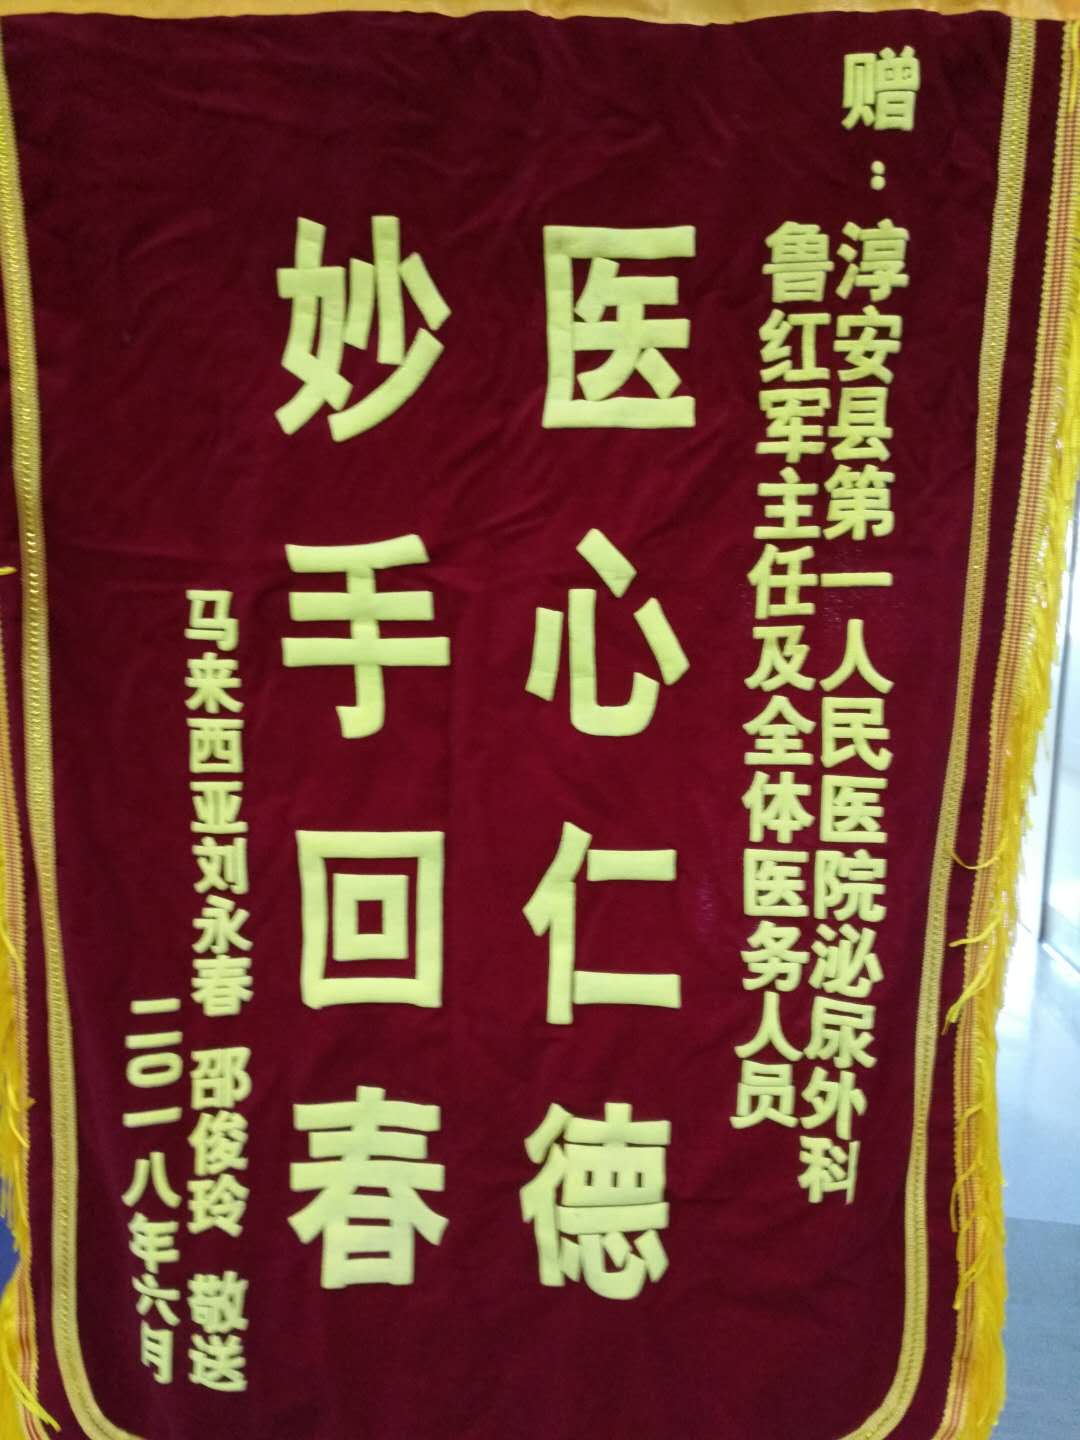 赠：淳安县第一人民医院泌尿外科
鲁红军主任及全体医务人员
医心仁德
妙手回春
马来西亚刘永春 邵俊玲 敬送
二〇一八年六月